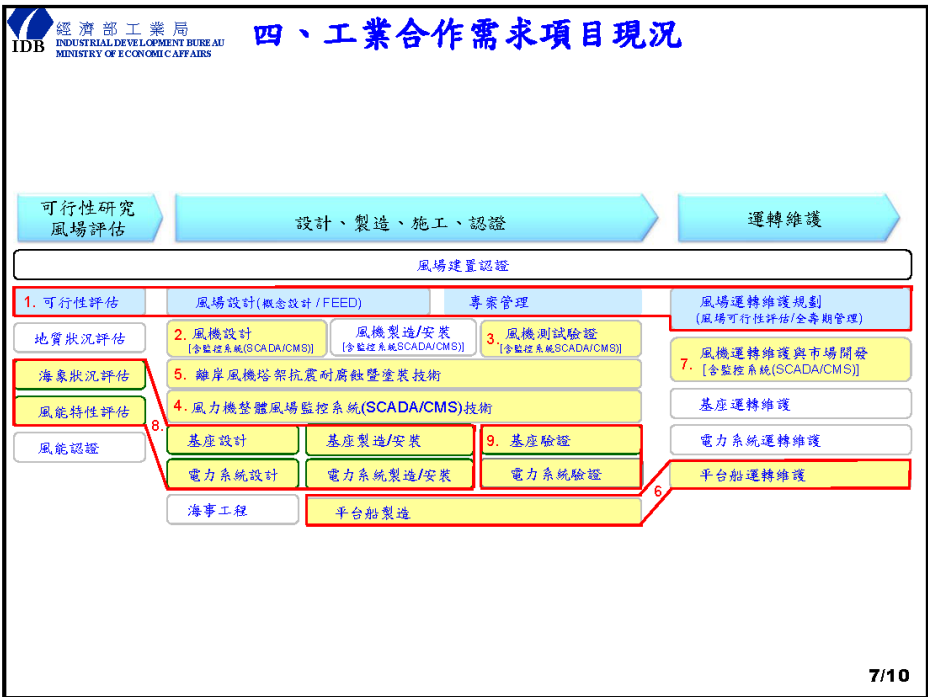 經濟部工業局
IDB
INDUSTRIAL DEVELOPMENT BUREAU
MINISTRY OF ECONOMIC AFFAIRS
四、工業合作需求項目現況
可行性研究
風場評估
設計、製造、施工、認證
運轉維護
風場建置認證
1. 可行性評估
風場設計(概念設計 / FEED)
專案管理
風場運轉維護規劃
(風場可行性評估/全壽期管理)
地質狀況評估
2. 風機設計
[含監控系統(SCADA/CMS)]
風機製造/安裝
[含監控系統SCADA/CMS)]
3. 風機測試驗證
[含監控系統SCADA/CMS)]
7. 風機運轉維護與市場開發
[含監控系統(SCADA/CMS)]
海象狀況評估
5. 離岸風機塔架抗震耐腐蝕暨塗裝技術
風能特性評估
4. 風力機整體風場監控系統(SCADA/CMS)技術
基座運轉維護
8.
基座設計
基座製造/安裝
9. 基座驗證
風能認證
電力系統運轉維護
電力系統設計
電力系統製造/安裝
電力系統驗證
平台船運轉維護
6
海事工程
平台船製造
7/10